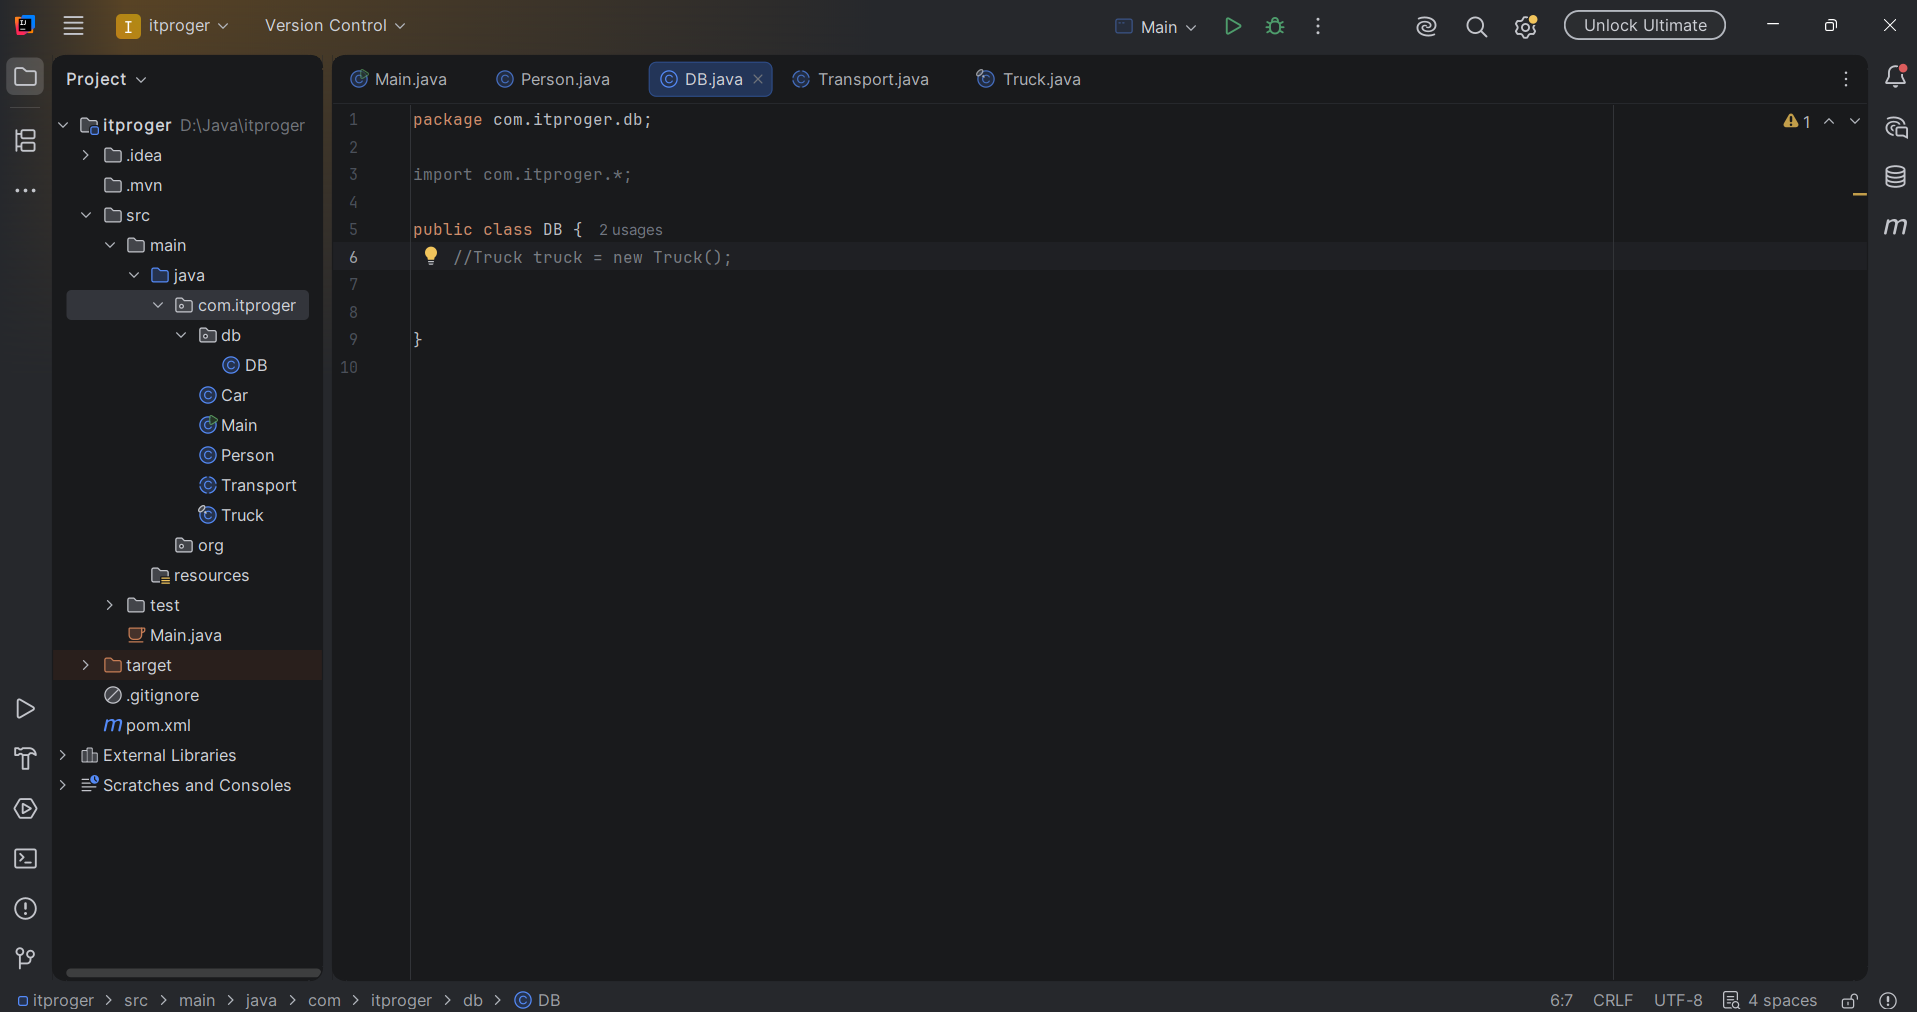 I itproger Version Control Main Unlock Ultimate
Project
itproger D:\Java\itproger
.idea
.mvn
src
main
java
com.itproger
db
DB
Car
Main
Person
Transport
Truck
org
resources
test
Main.java
target
.gitignore
m pom.xml
External Libraries
Scratches and Consoles
Main.java Person.java DB.java Transport.java Truck.java
1 package com.itproger.db;
2
3 import com.itproger.*;
4
5 public class DB { 2 usages
6 //Truck truck = new Truck();
7
8
9 }
10
1
m
itproger > src > main > java > com > itproger > db > DB 6:7 CRLF UTF-8 4 spaces